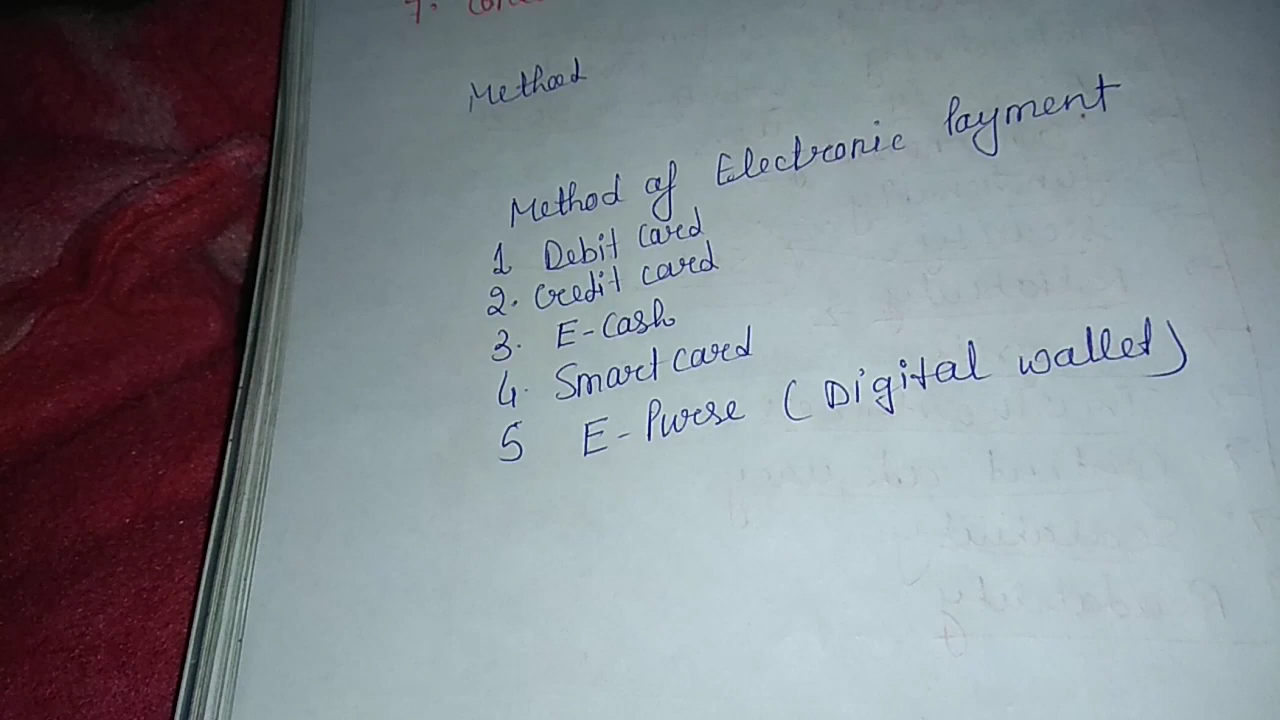 7.
Method
Method of Electronic Payment
1 Debit Card
2. Credit card
3. E-Cash
4. Smart card
5 E-Purse (Digital wallet)